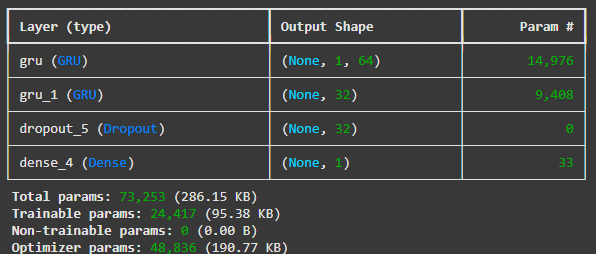 Layer (type) Output Shape Param #
gru (GRU) (None, 1, 64) 14,976
gru_1 (GRU) (None, 32) 9,408
dropout_5 (Dropout) (None, 32) 0
dense_4 (Dense) (None, 1) 33
Total params: 73,253 (286.15 KB)
Trainable params: 24,417 (95.38 KB)
Non-trainable params: 0 (0.00 B)
Optimizer params: 48,836 (190.77 KB)